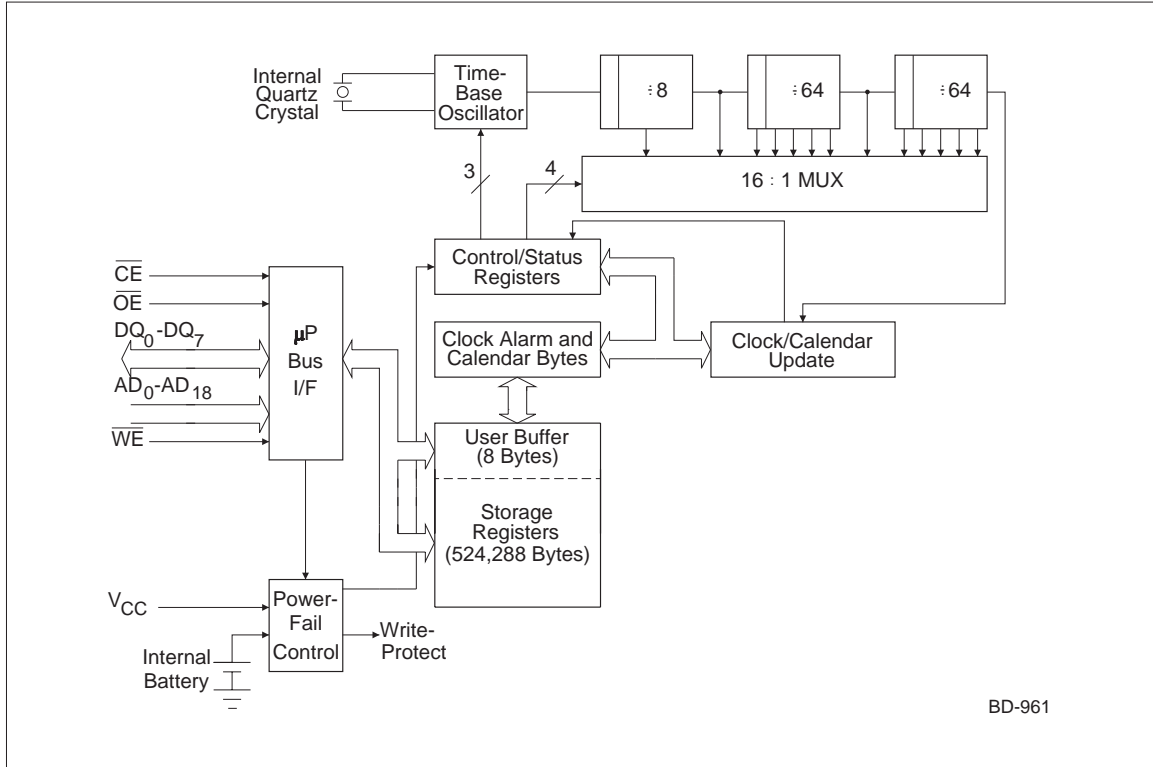 Internal
Quartz
Crystal
Time-
Base
Oscillator
÷8
÷64
÷64
3
4
16 : 1 MUX
Control/Status
Registers
CE
OE
DQ0-DQ7
AD0-AD18
WE
µP
Bus
I/F
Clock Alarm and
Calendar Bytes
Clock/Calendar
Update
User Buffer
(8 Bytes)
Storage
Registers
(524,288 Bytes)
VCC
Power-
Fail
Control
Write-
Protect
Internal
Battery
BD-961